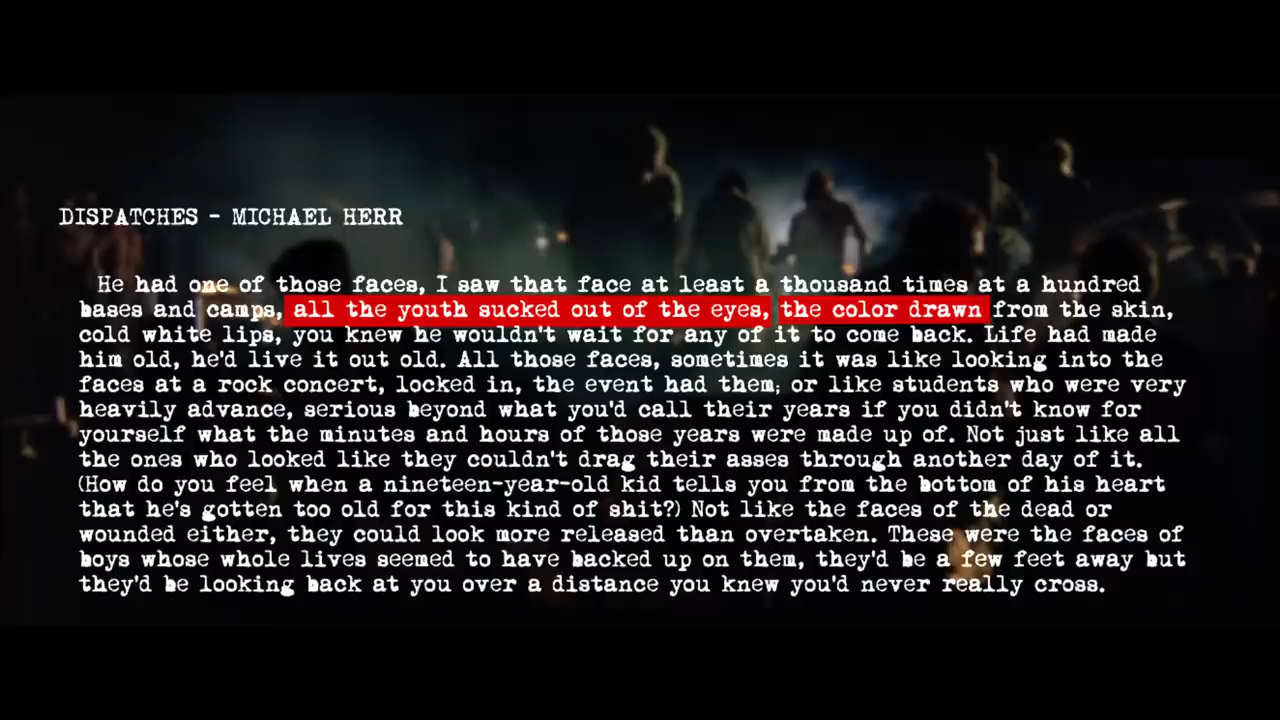 DISPATCHES - MICHAEL HERR
He had one of those faces, I saw that face at least a thousand times at a hundred
bases and camps, all the youth sucked out of the eyes, the color drawn from the skin,
cold white lips, you knew he wouldn't wait for any of it to come back. Life had made
him old, he'd live it out old. All those faces, sometimes it was like looking into the
faces at a rock concert, locked in, the event had them; or like students who were very
heavily advance, serious beyond what you'd call their years if you didn't know for
yourself what the minutes and hours of those years were made up of. Not just like all
the ones who looked like they couldn't drag their asses through another day of it.
(How do you feel when a nineteen-year-old kid tells you from the bottom of his heart
that he's gotten too old for this kind of shit?) Not like the faces of the dead or
wounded either, they could look more released than overtaken. These were the faces of
boys whose whole lives seemed to have backed up on them, they'd be a few feet away but
they'd be looking back at you over a distance you knew you'd never really cross.